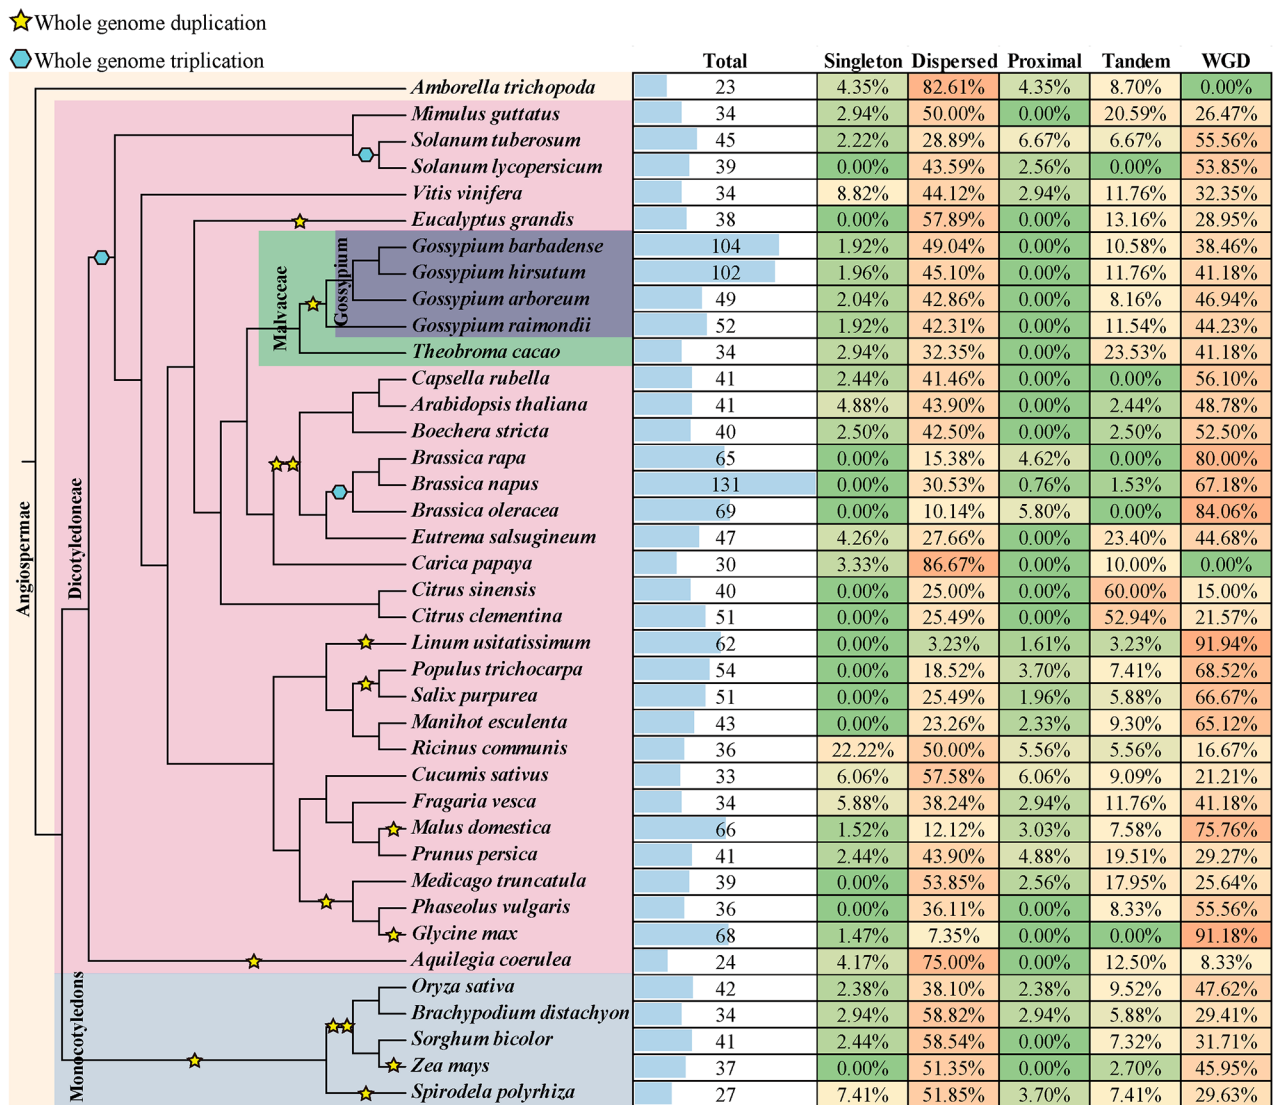 Whole genome duplication
Whole genome triplication
Total Singleton Dispersed Proximal Tandem WGD
Amborella trichopoda 23 4.35% 82.61% 4.35% 8.70% 0.00%
Mimulus guttatus 34 2.94% 50.00% 0.00% 20.59% 26.47%
Solanum tuberosum 45 2.22% 28.89% 6.67% 6.67% 55.56%
Solanum lycopersicum 39 0.00% 43.59% 2.56% 0.00% 53.85%
Vitis vinifera 34 8.82% 44.12% 2.94% 11.76% 32.35%
Eucalyptus grandis 38 0.00% 57.89% 0.00% 13.16% 28.95%
Gossypium barbadense 104 1.92% 49.04% 0.00% 10.58% 38.46%
Gossypium hirsutum 102 1.96% 45.10% 0.00% 11.76% 41.18%
Gossypium arboreum 49 2.04% 42.86% 0.00% 8.16% 46.94%
Gossypium raimondii 52 1.92% 42.31% 0.00% 11.54% 44.23%
Theobroma cacao 34 2.94% 32.35% 0.00% 23.53% 41.18%
Capsella rubella 41 2.44% 41.46% 0.00% 0.00% 56.10%
Arabidopsis thaliana 41 4.88% 43.90% 0.00% 2.44% 48.78%
Boechera stricta 40 2.50% 42.50% 0.00% 2.50% 52.50%
Brassica rapa 65 0.00% 15.38% 4.62% 0.00% 80.00%
Brassica napus 131 0.00% 30.53% 0.76% 1.53% 67.18%
Brassica oleracea 69 0.00% 10.14% 5.80% 0.00% 84.06%
Eutrema salsugineum 47 4.26% 27.66% 0.00% 23.40% 44.68%
Carica papaya 30 3.33% 86.67% 0.00% 10.00% 0.00%
Citrus sinensis 40 0.00% 25.00% 0.00% 60.00% 15.00%
Citrus clementina 51 0.00% 25.49% 0.00% 52.94% 21.57%
Linum usitatissimum 62 0.00% 3.23% 1.61% 3.23% 91.94%
Populus trichocarpa 54 0.00% 18.52% 3.70% 7.41% 68.52%
Salix purpurea 51 0.00% 25.49% 1.96% 5.88% 66.67%
Manihot esculenta 43 0.00% 23.26% 2.33% 9.30% 65.12%
Ricinus communis 36 22.22% 50.00% 5.56% 5.56% 16.67%
Cucumis sativus 33 6.06% 57.58% 6.06% 9.09% 21.21%
Fragaria vesca 34 5.88% 38.24% 2.94% 11.76% 41.18%
Malus domestica 66 1.52% 12.12% 3.03% 7.58% 75.76%
Prunus persica 41 2.44% 43.90% 4.88% 19.51% 29.27%
Medicago truncatula 39 0.00% 53.85% 2.56% 17.95% 25.64%
Phaseolus vulgaris 36 0.00% 36.11% 0.00% 8.33% 55.56%
Glycine max 68 1.47% 7.35% 0.00% 0.00% 91.18%
Aquilegia coerulea 24 4.17% 75.00% 0.00% 12.50% 8.33%
Oryza sativa 42 2.38% 38.10% 2.38% 9.52% 47.62%
Brachypodium distachyon 34 2.94% 58.82% 2.94% 5.88% 29.41%
Sorghum bicolor 41 2.44% 58.54% 0.00% 7.32% 31.71%
Zea mays 37 0.00% 51.35% 0.00% 2.70% 45.95%
Spirodela polyrhiza 27 7.41% 51.85% 3.70% 7.41% 29.63%
Angiospermae
Dicotyledoneae
Monocotyledons
Malvaceae
Gossypium